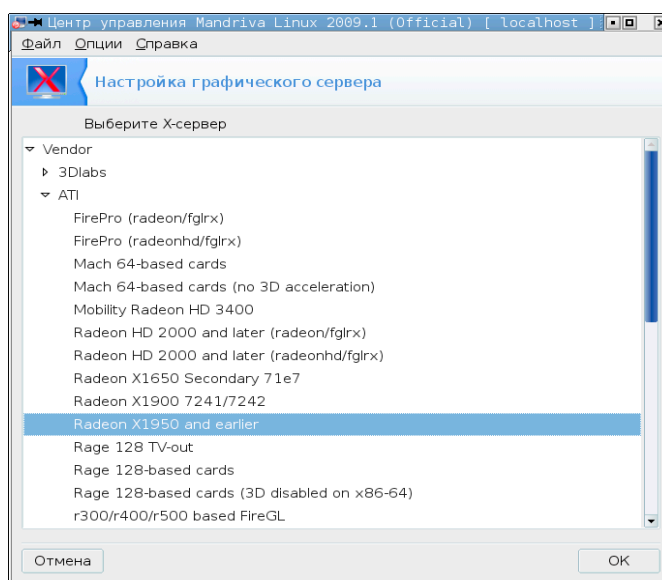 Центр управления Mandriva Linux 2009.1 (Official) [ localhost ]
Файл Опции Справка
Настройка графического сервера
Выберите X-сервер
Vendor
3Dlabs
ATI
FirePro (radeon/fglrx)
FirePro (radeonhd/fglrx)
Mach 64-based cards
Mach 64-based cards (no 3D acceleration)
Mobility Radeon HD 3400
Radeon HD 2000 and later (radeon/fglrx)
Radeon HD 2000 and later (radeonhd/fglrx)
Radeon X1650 Secondary 71e7
Radeon X1900 7241/7242
Radeon X1950 and earlier
Rage 128 TV-out
Rage 128-based cards
Rage 128-based cards (3D disabled on x86-64)
r300/r400/r500 based FireGL
Отмена OK